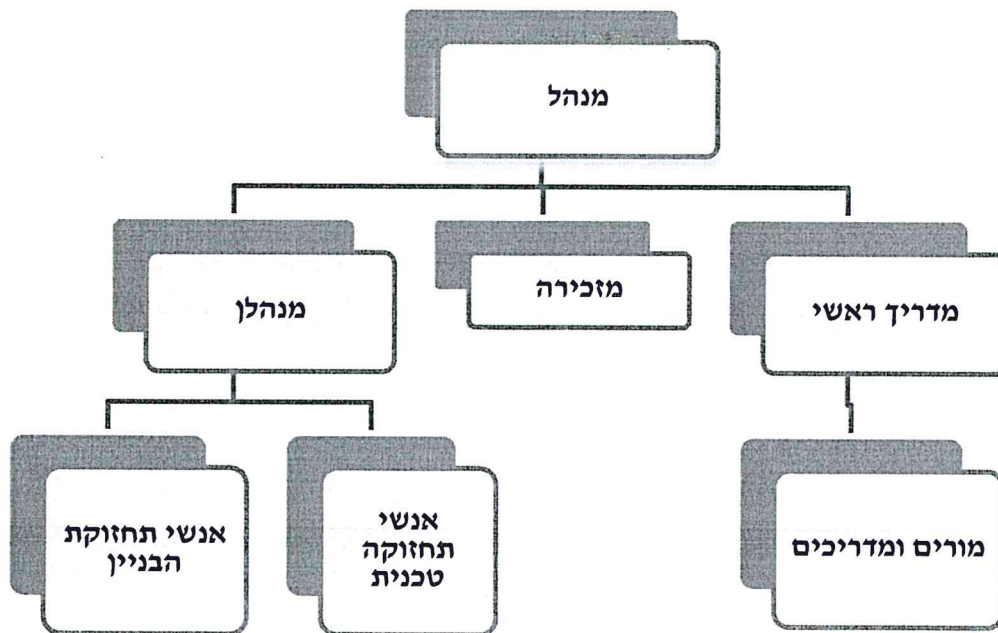 מנהל
מדריך ראשי
מזכירה
מנהלן
מורים ומדריכים
אנשי
תחזוקה
טכנית
אנשי תחזוקת
הבניין